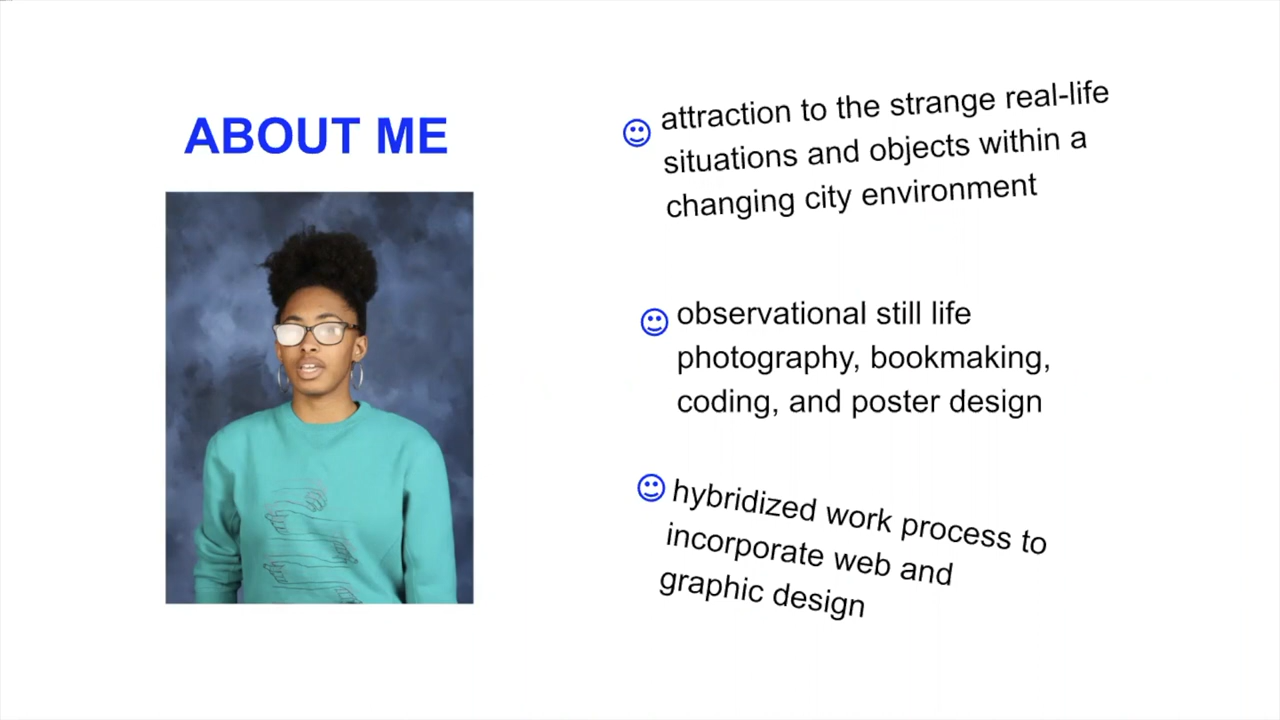 ABOUT ME
attraction to the strange real-life
situations and objects within a
changing city environment
observational still life
photography, bookmaking,
coding, and poster design
hybridized work process to
incorporate web and
graphic design